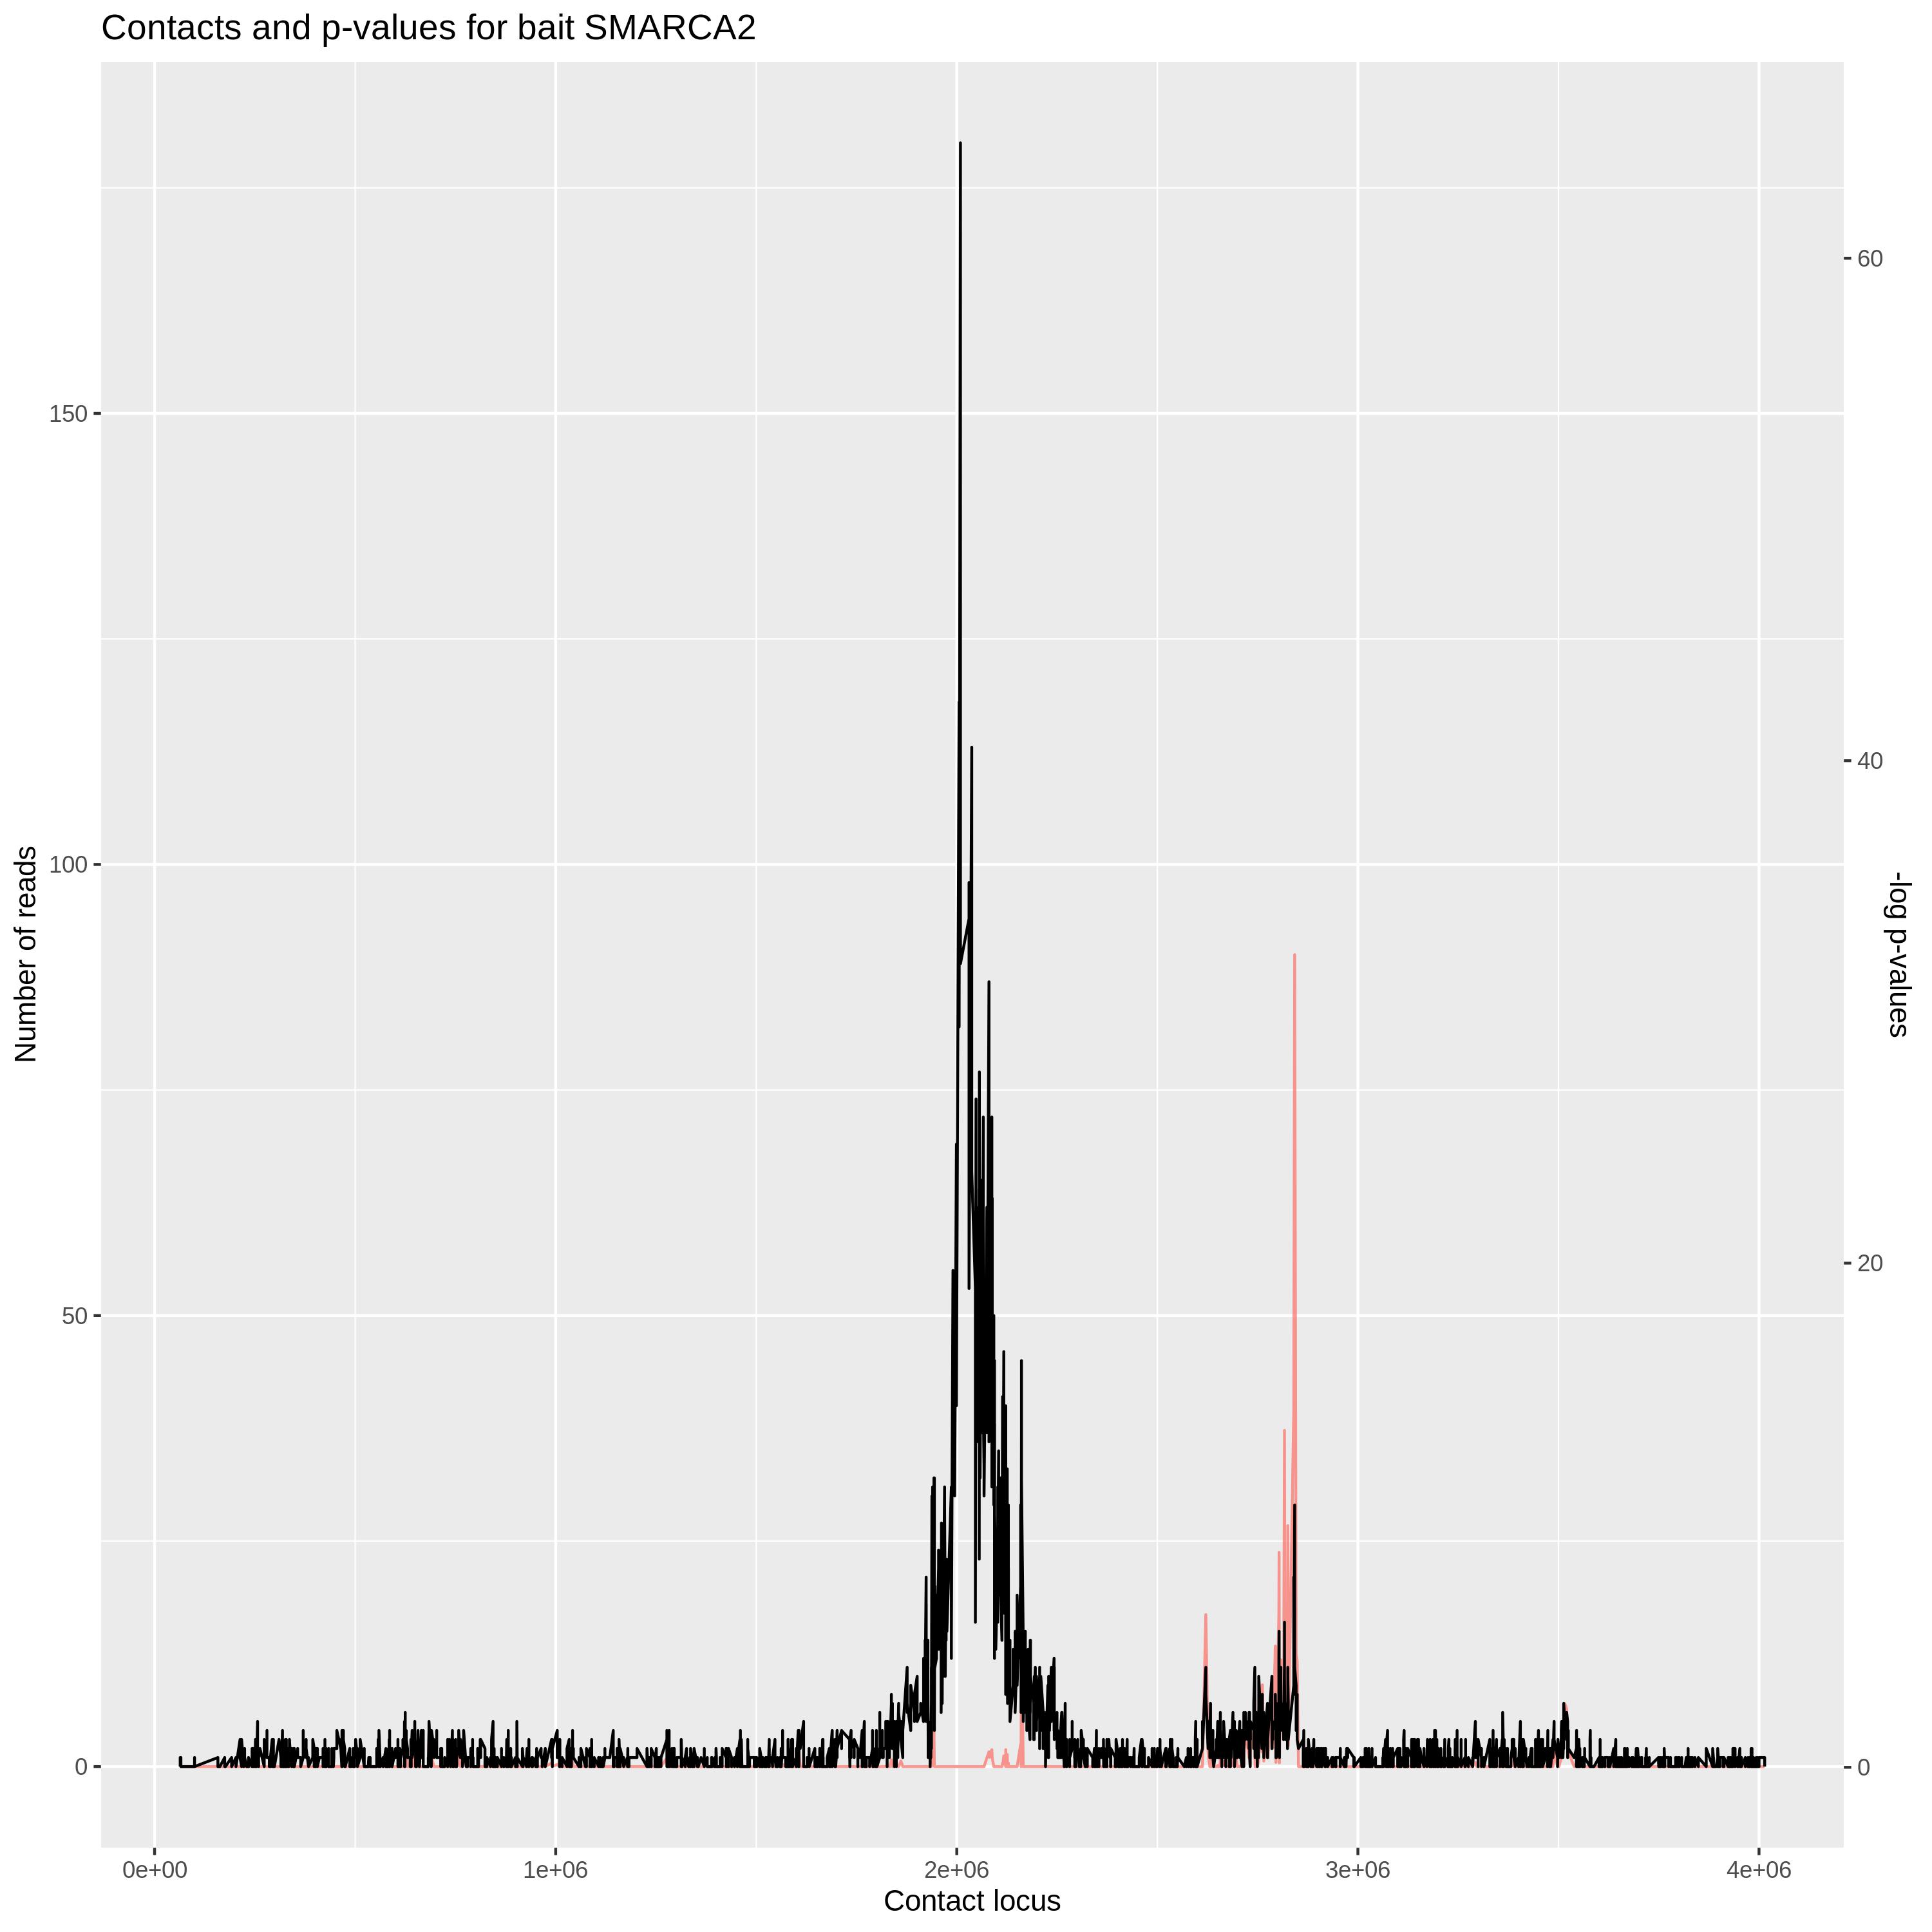 Contacts and p-values for bait SMARCA2
150
100
50
0
Number of reads
60
40
20
0
-log p-values
0e+00 1e+06 2e+06 3e+06 4e+06
Contact locus